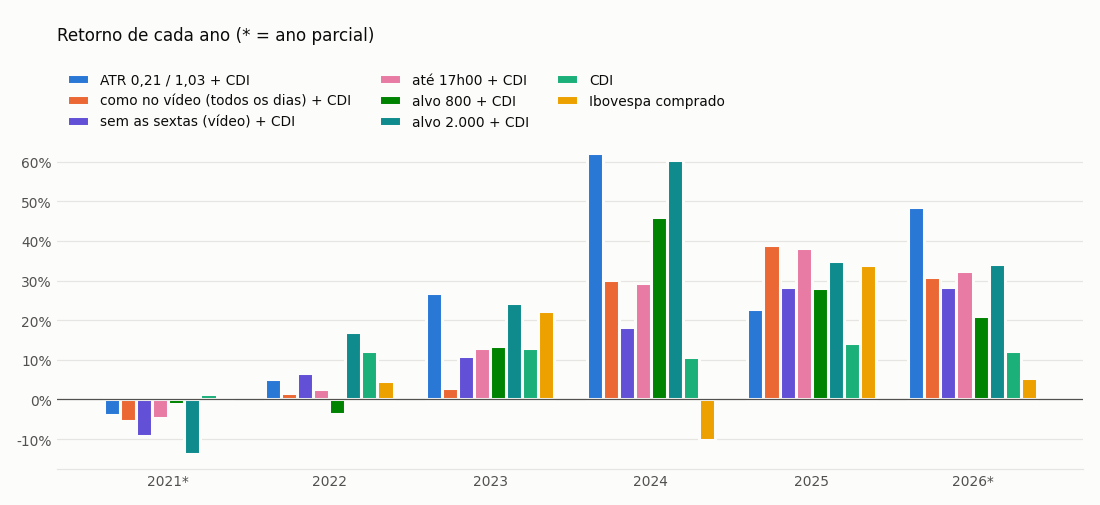 Retorno de cada ano (* = ano parcial)
ATR 0,21 / 1,03 + CDI
como no vídeo (todos os dias) + CDI
sem as sextas (vídeo) + CDI
até 17h00 + CDI
alvo 800 + CDI
alvo 2.000 + CDI
CDI
Ibovespa comprado
60%
50%
40%
30%
20%
10%
0%
-10%
2021* 2022 2023 2024 2025 2026*